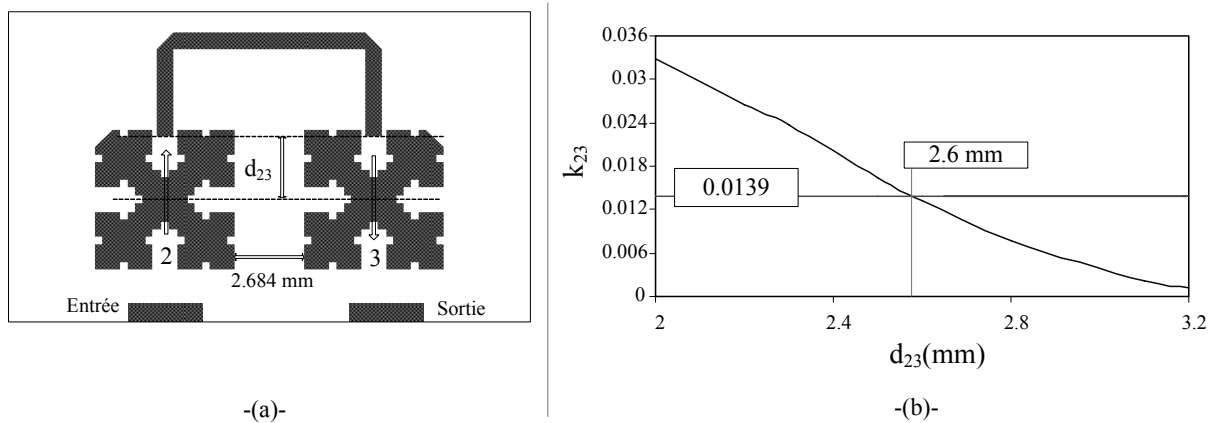 d23
2
3
2.684 mm
Entrée
Sortie
-(a)-
k23
0.036
0.03
0.024
0.018
0.012
0.006
0
2.6 mm
0.0139
2
2.4
2.8
3.2
d23(mm)
-(b)-